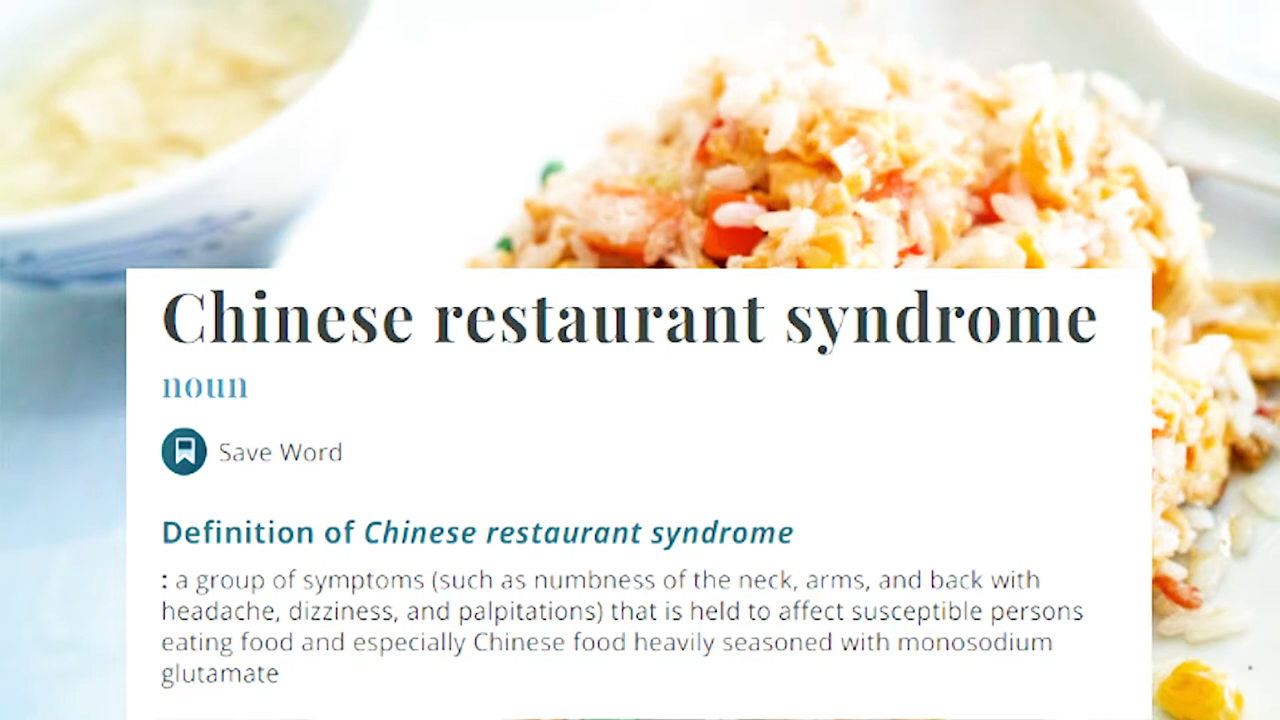 Chinese restaurant syndrome
noun
Save Word
Definition of Chinese restaurant syndrome
: a group of symptoms (such as numbness of the neck, arms, and back with
headache, dizziness, and palpitations) that is held to affect susceptible persons
eating food and especially Chinese food heavily seasoned with monosodium
glutamate